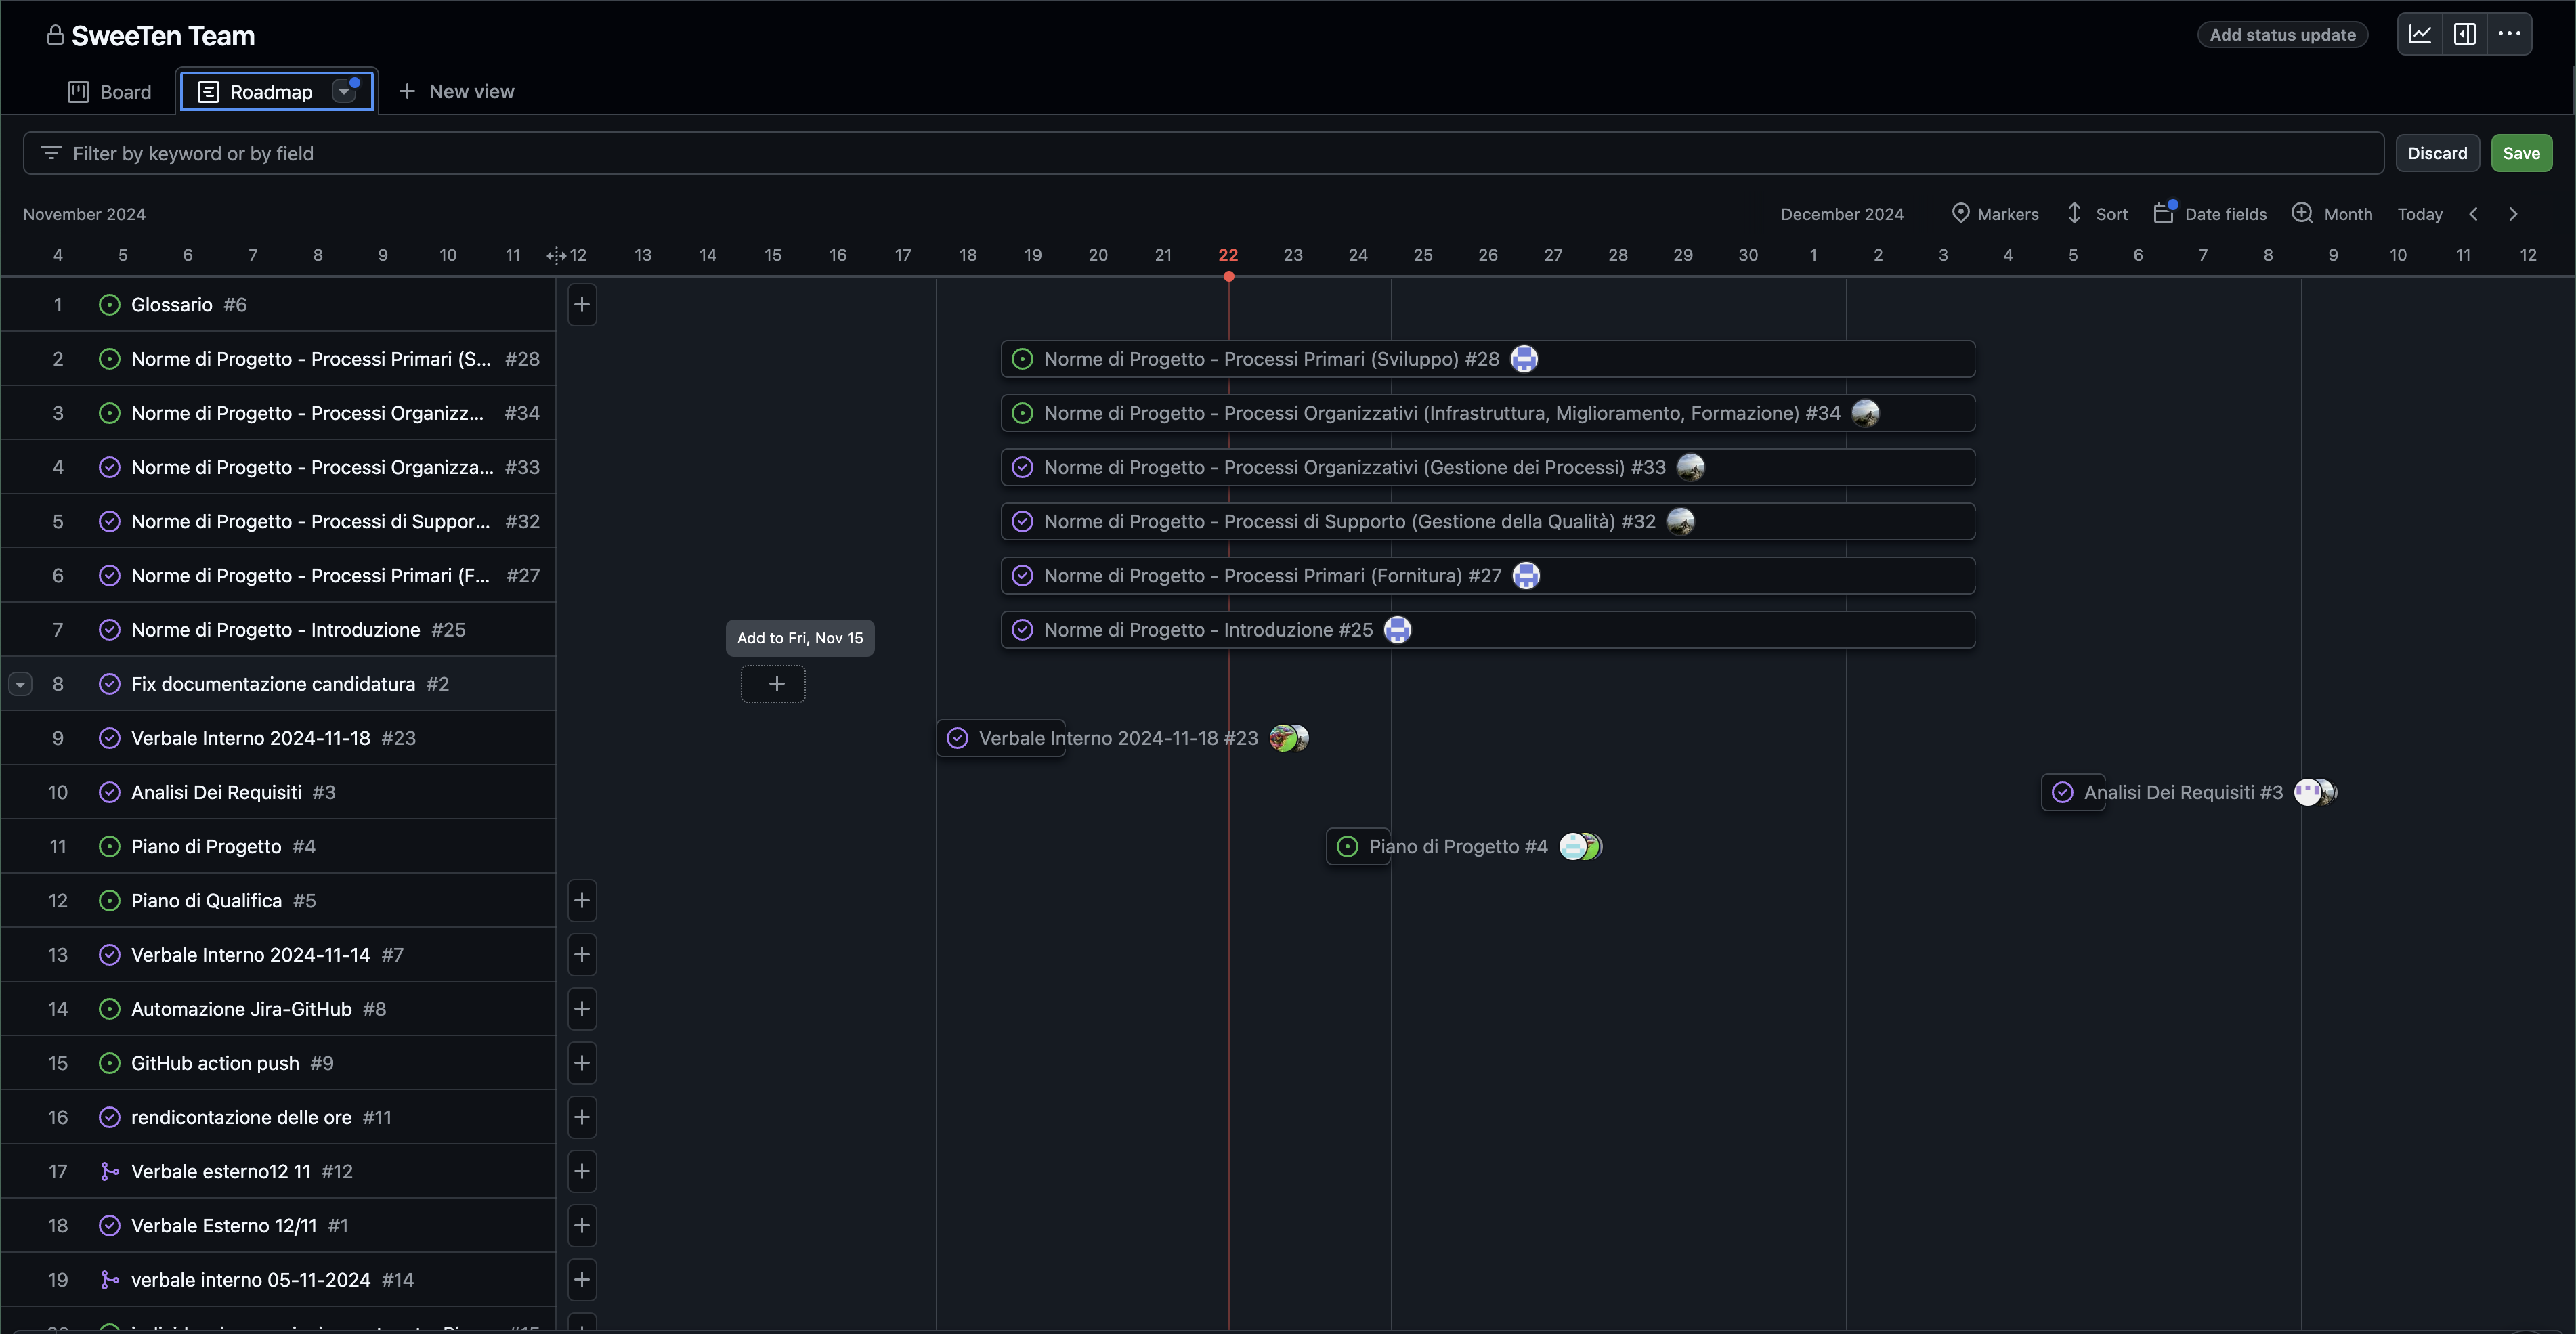 SweeTen Team
Add status update
Board
Roadmap
New view
Filter by keyword or by field
Discard
Save
November 2024
December 2024
Markers
Sort
Date fields
Month
Today
4 5 6 7 8 9 10 11 12 13 14 15 16 17 18 19 20 21 22 23 24 25 26 27 28 29 30 1 2 3 4 5 6 7 8 9 10 11 12
1 Glossario #6
2 Norme di Progetto - Processi Primari (S... #28
Norme di Progetto - Processi Primari (Sviluppo) #28
3 Norme di Progetto - Processi Organizz... #34
Norme di Progetto - Processi Organizzativi (Infrastruttura, Miglioramento, Formazione) #34
4 Norme di Progetto - Processi Organizza... #33
Norme di Progetto - Processi Organizzativi (Gestione dei Processi) #33
5 Norme di Progetto - Processi di Suppor... #32
Norme di Progetto - Processi di Supporto (Gestione della Qualità) #32
6 Norme di Progetto - Processi Primari (F... #27
Norme di Progetto - Processi Primari (Fornitura) #27
7 Norme di Progetto - Introduzione #25
Add to Fri, Nov 15
Norme di Progetto - Introduzione #25
8 Fix documentazione candidatura #2
9 Verbale Interno 2024-11-18 #23
Verbale Interno 2024-11-18 #23
10 Analisi Dei Requisiti #3
Analisi Dei Requisiti #3
11 Piano di Progetto #4
Piano di Progetto #4
12 Piano di Qualifica #5
13 Verbale Interno 2024-11-14 #7
14 Automazione Jira-GitHub #8
15 GitHub action push #9
16 rendicontazione delle ore #11
17 Verbale esterno12 11 #12
18 Verbale Esterno 12/11 #1
19 verbale interno 05-11-2024 #14